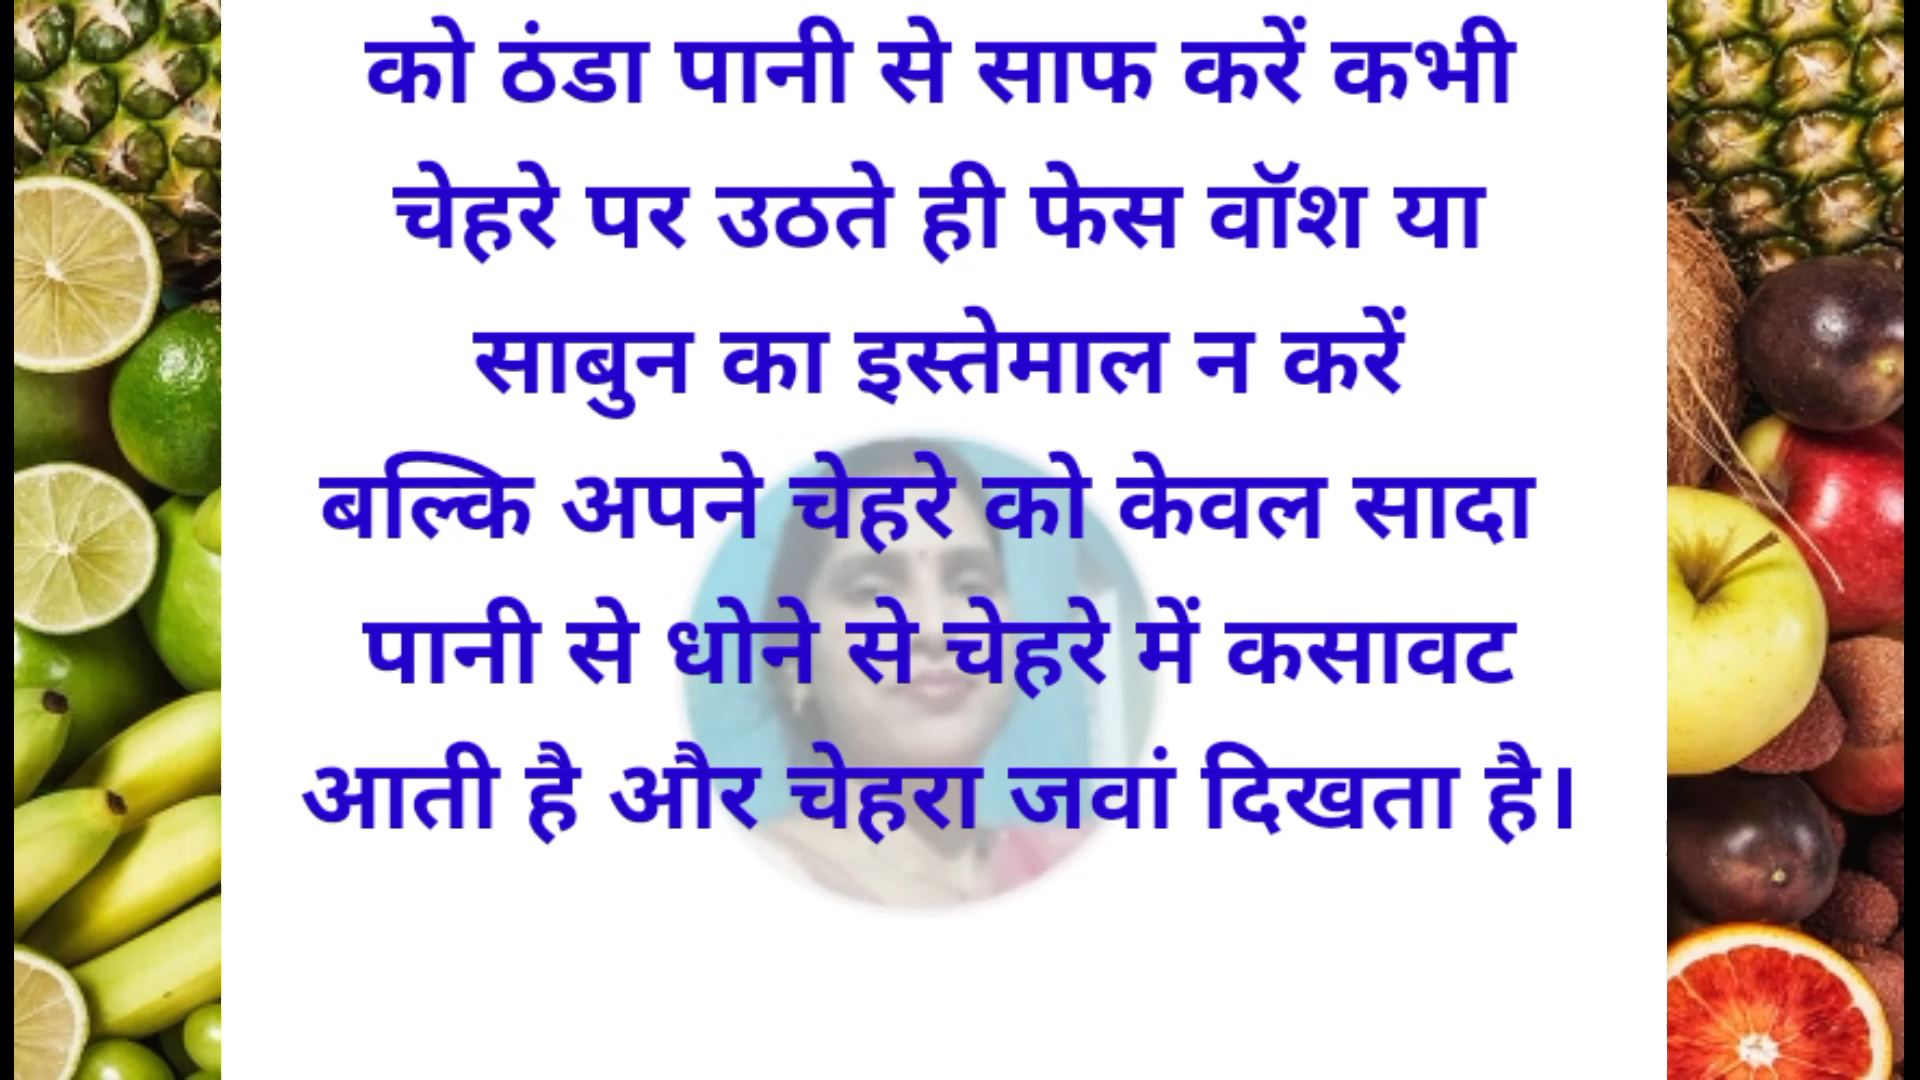 को ठंडा पानी से साफ करें कभी
चेहरे पर उठते ही फेस वॉश या
साबुन का इस्तेमाल न करें
बल्कि अपने चेहरे को केवल सादा
पानी से धोने से चेहरे में कसावट
आती है और चेहरा जवां दिखता है।